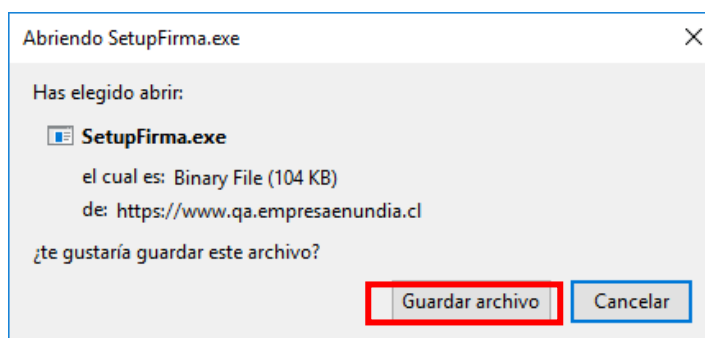 Abriendo SetupFirma.exe
Has elegido abrir:
SetupFirma.exe
el cual es: Binary File (104 KB)
de: https://www.qa.empresaenundia.cl
¿te gustaría guardar este archivo?
Guardar archivo Cancelar